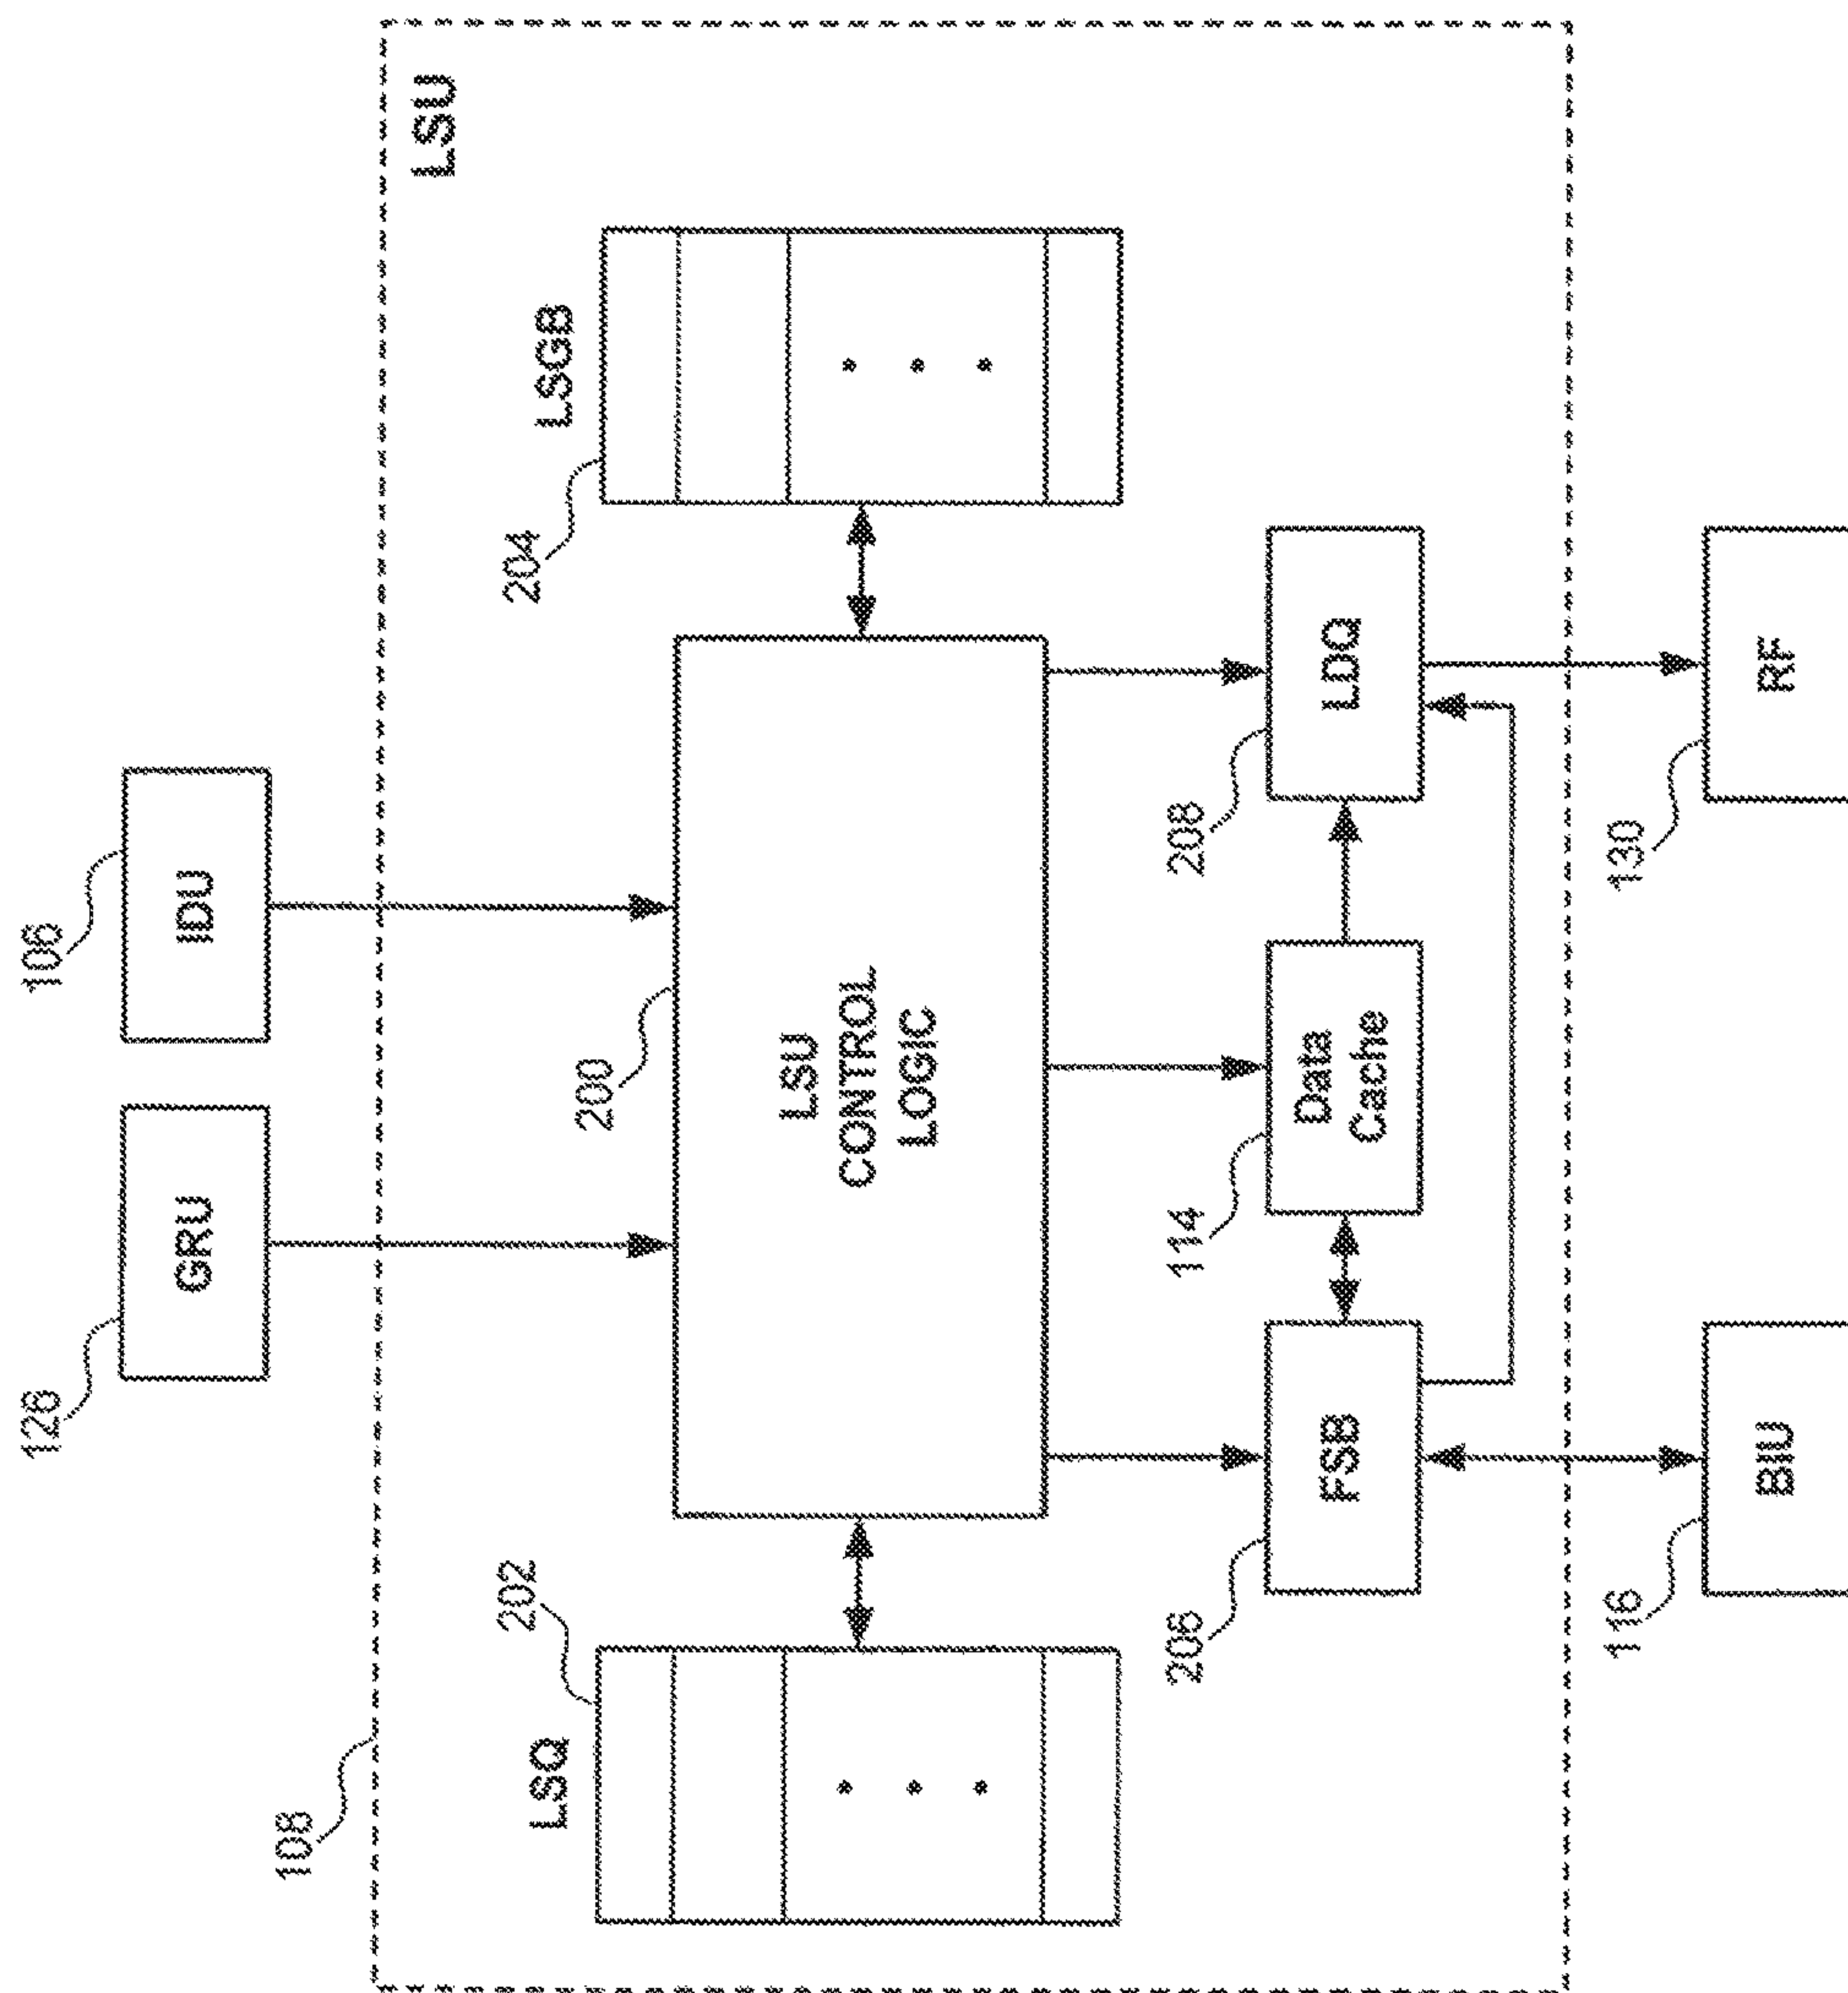 128
GRU
106
IDU
108
LSU
LSQ
202
200
LSU
CONTROL
LOGIC
204
LSGB
206
FSB
114
Data
Cache
208
LDQ
116
BIU
130
RF